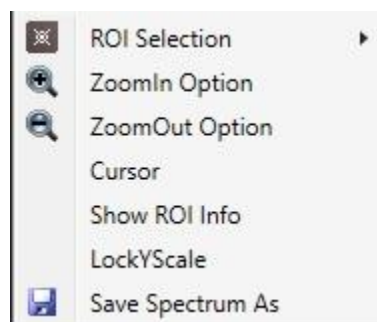 ROI Selection
ZoomIn Option
ZoomOut Option
Cursor
Show ROI Info
LockYScale
Save Spectrum As